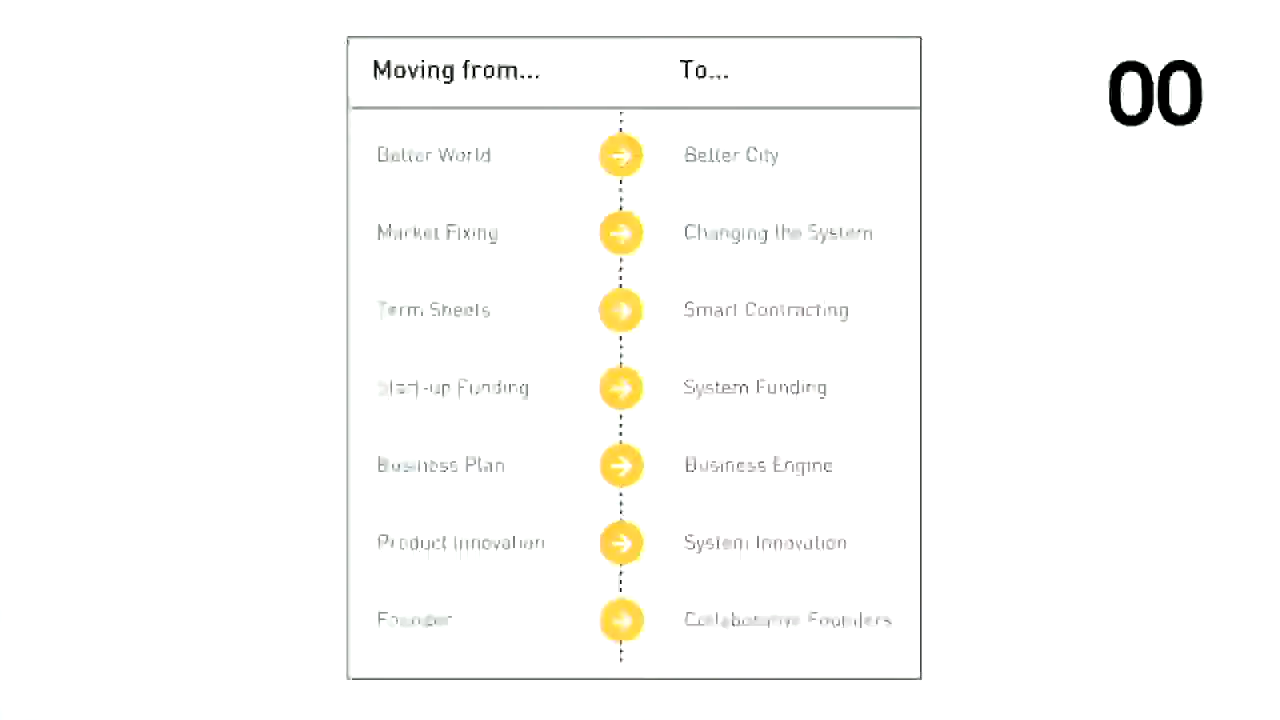 Moving from... To...
00
Better World Better City
Market Fixing Changing the System
Term Sheets Smart Contracting
Start-up Funding System Funding
Business Plan Business Engine
Product Innovation System Innovation
Founder Collaborative Founders